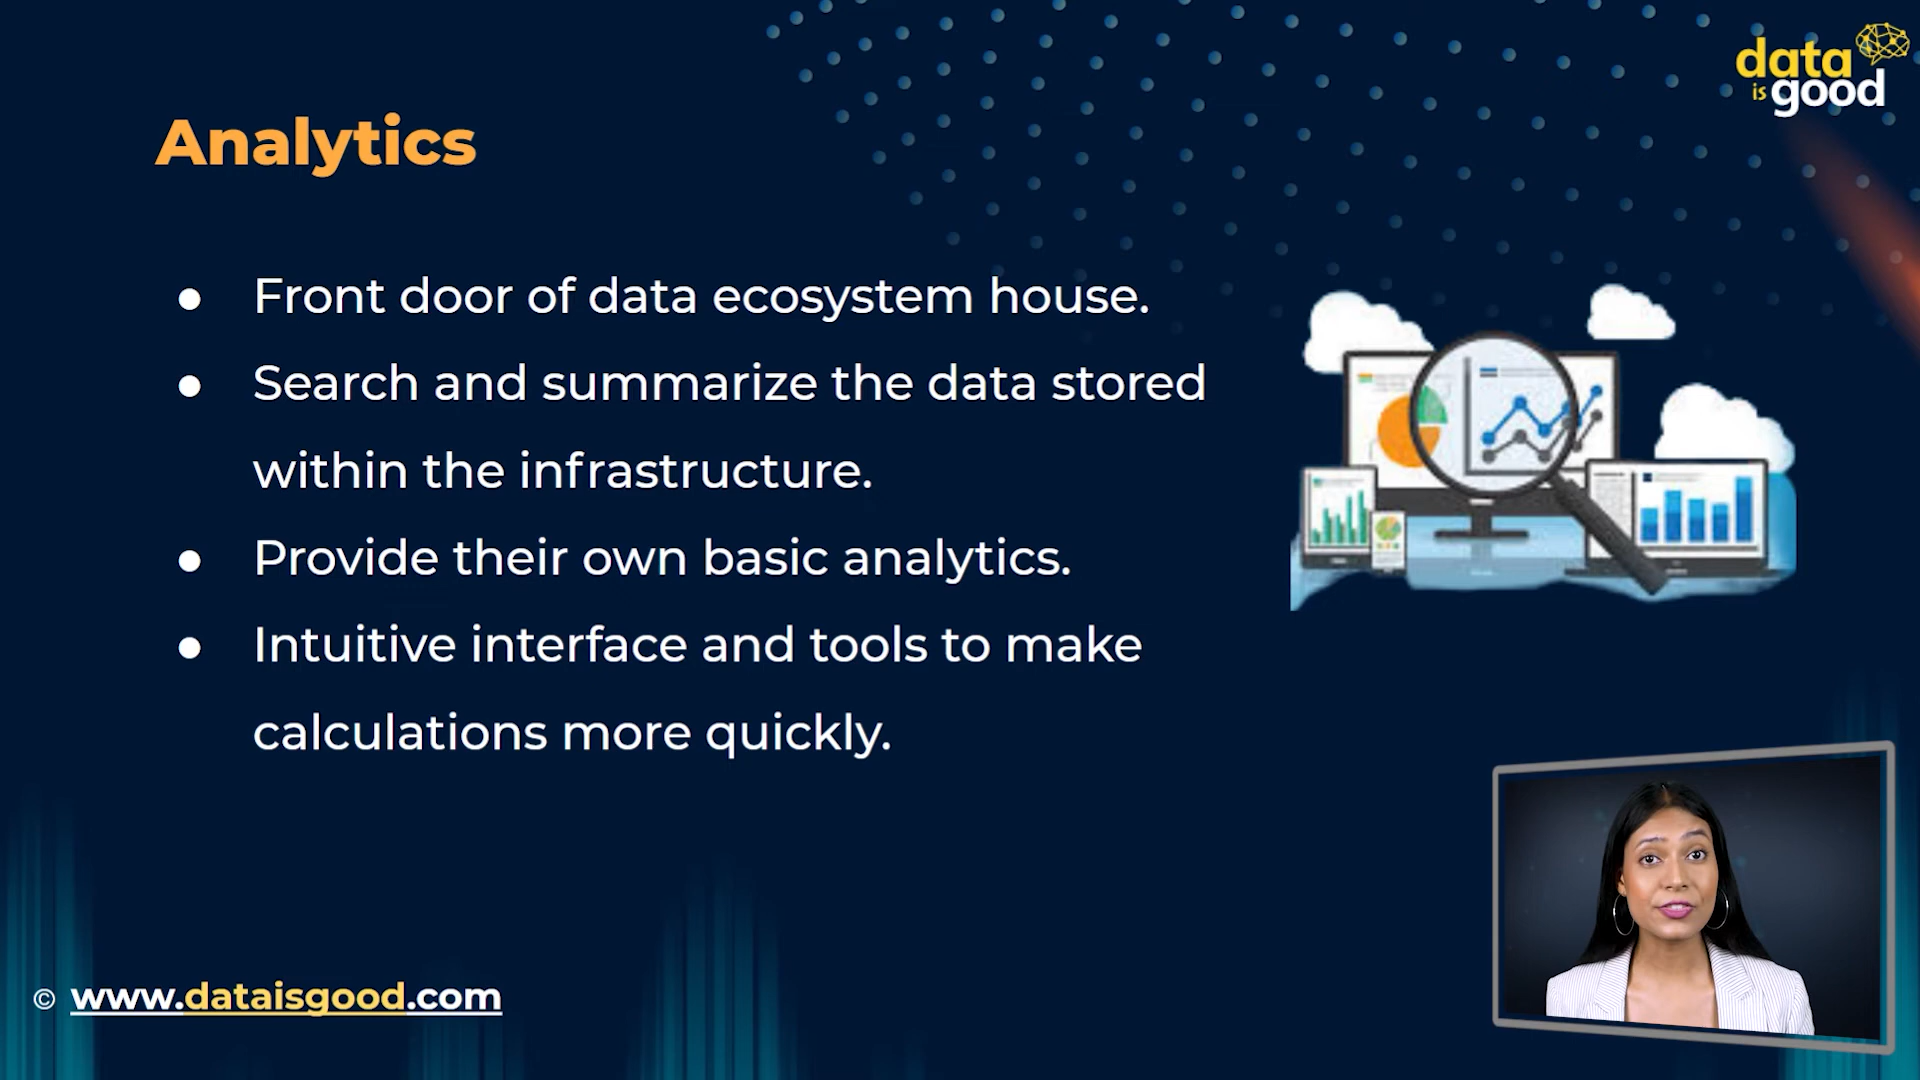 data
is good
Analytics
● Front door of data ecosystem house.
● Search and summarize the data stored
within the infrastructure.
● Provide their own basic analytics.
● Intuitive interface and tools to make
calculations more quickly.
© www.dataisgood.com